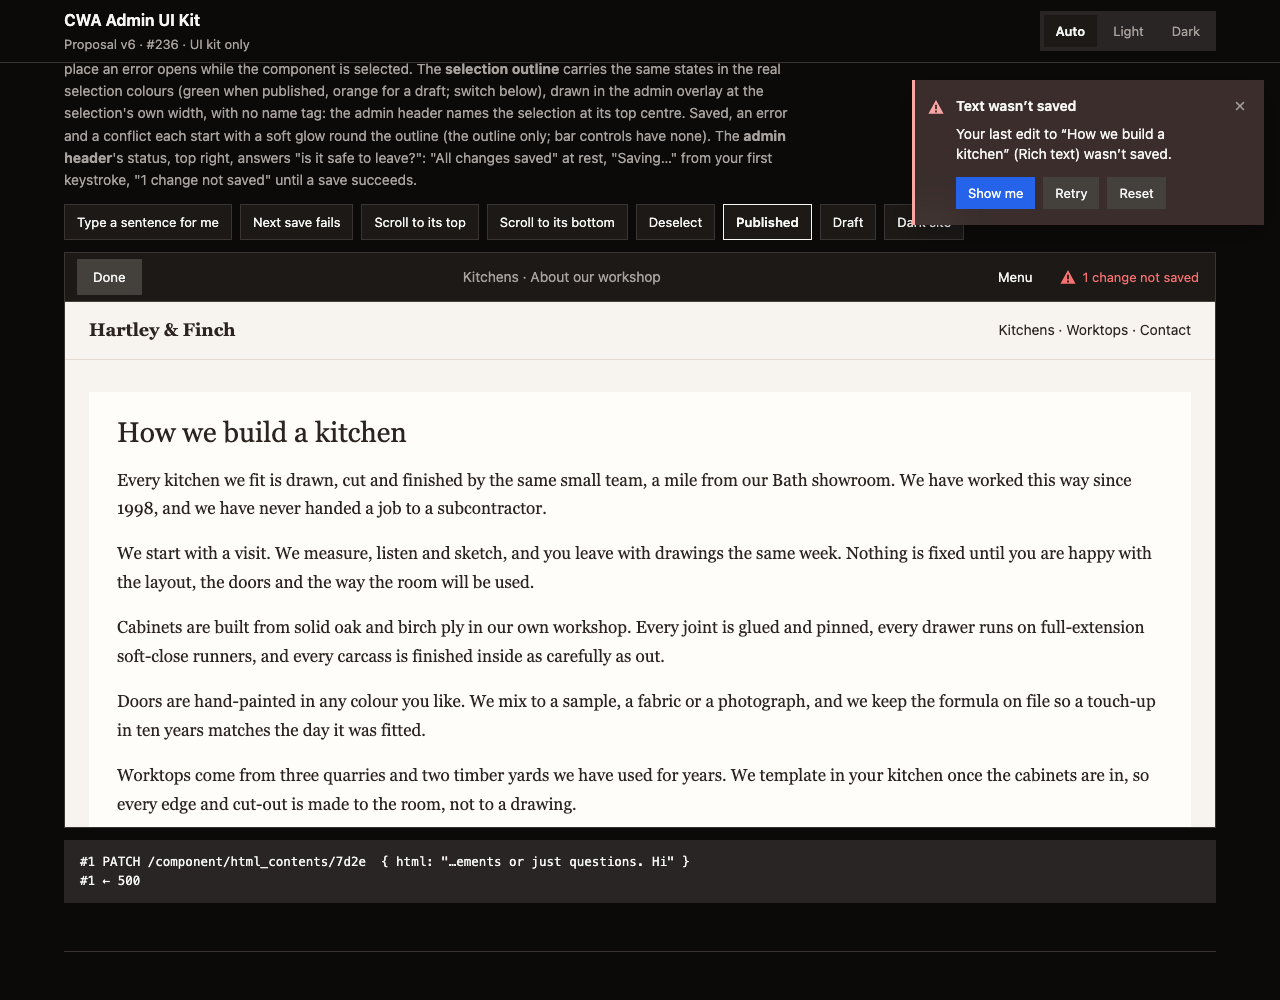 CWA Admin UI Kit
Proposal v6 · #236 · UI kit only
Auto
Light
Dark
place an error opens while the component is selected. The selection outline carries the same states in the real
selection colours (green when published, orange for a draft; switch below), drawn in the admin overlay at the
selection's own width, with no name tag: the admin header names the selection at its top centre. Saved, an error
and a conflict each start with a soft glow round the outline (the outline only; bar controls have none). The admin
header's status, top right, answers "is it safe to leave?": "All changes saved" at rest, "Saving…" from your first
keystroke, "1 change not saved" until a save succeeds.
Text wasn’t saved
Your last edit to “How we build a
kitchen” (Rich text) wasn’t saved.
Show me
Retry
Reset
Type a sentence for me
Next save fails
Scroll to its top
Scroll to its bottom
Deselect
Published
Draft
Done
Kitchens · About our workshop
Menu
1 change not saved
Hartley & Finch
Kitchens · Worktops · Contact
How we build a kitchen
Every kitchen we fit is drawn, cut and finished by the same small team, a mile from our Bath showroom. We have worked this way since
1998, and we have never handed a job to a subcontractor.
We start with a visit. We measure, listen and sketch, and you leave with drawings the same week. Nothing is fixed until you are happy with
the layout, the doors and the way the room will be used.
Cabinets are built from solid oak and birch ply in our own workshop. Every joint is glued and pinned, every drawer runs on full-extension
soft-close runners, and every carcass is finished inside as carefully as out.
Doors are hand-painted in any colour you like. We mix to a sample, a fabric or a photograph, and we keep the formula on file so a touch-up
in ten years matches the day it was fitted.
Worktops come from three quarries and two timber yards we have used for years. We template in your kitchen once the cabinets are in, so
every edge and cut-out is made to the room, not to a drawing.
#1 PATCH /component/html_contents/7d2e { html: "…ements or just questions. Hi" }
#1 ← 500